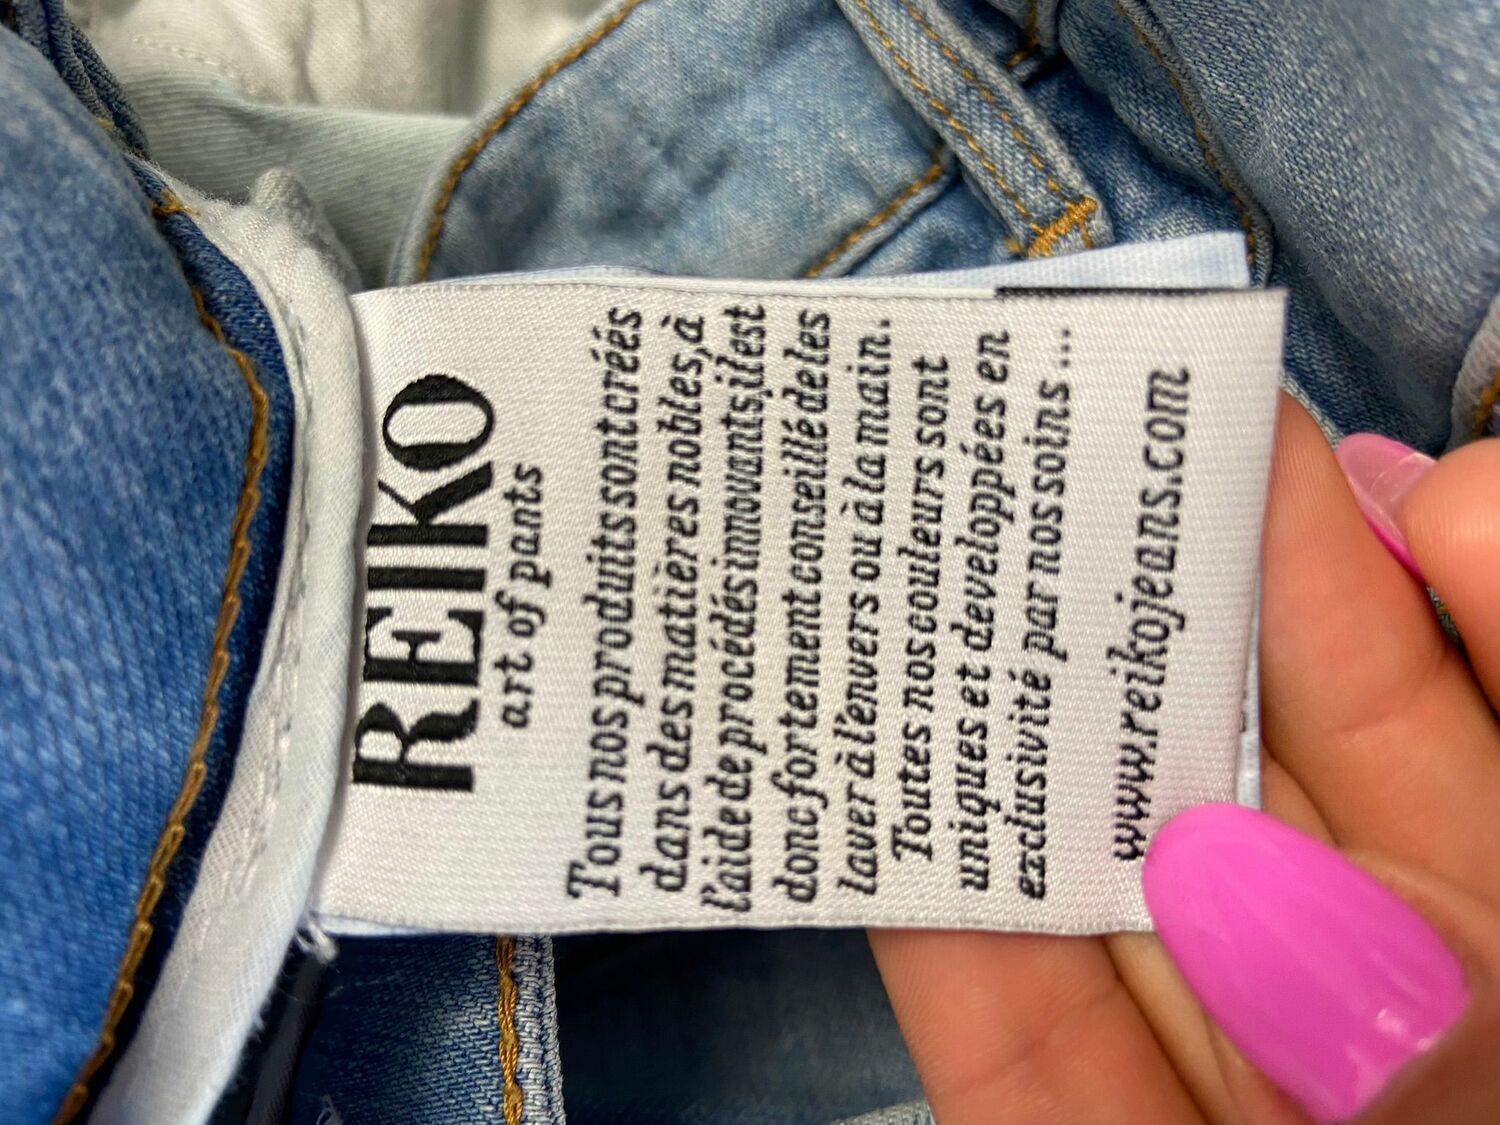 REIKO
art of pants
Tous nos produits sont créés
dans des matières nobles, à
l'aide de procédés innovants, il est
donc fortement conseillé de les
laver à l'envers ou à la main.
Toutes nos couleurs sont
uniques et developpées en
exclusivité par nos soins ...
www.reikojeans.com